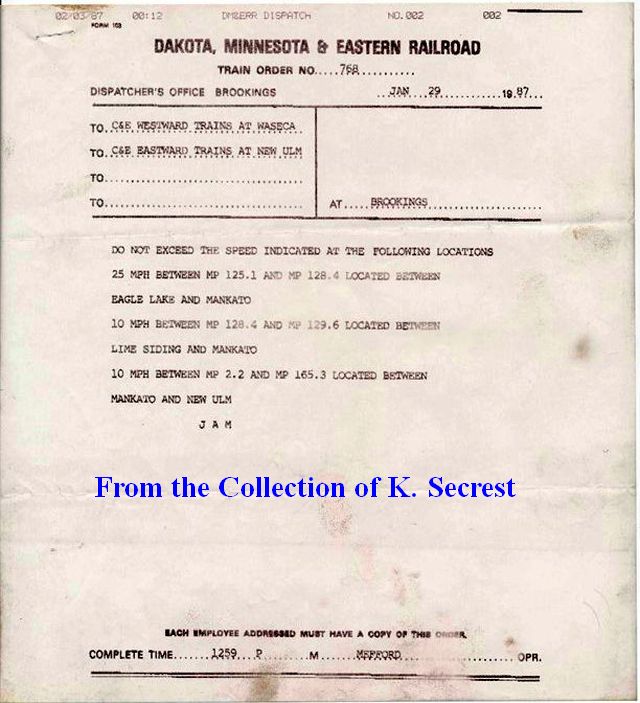 02/03/87 00:12 DM&ERR DISPATCH NO.002 002
FORM 168
DAKOTA, MINNESOTA & EASTERN RAILROAD
TRAIN ORDER NO.....768...........
DISPATCHER'S OFFICE BROOKINGS ...JAN...29..........1987....
TO..C&E WESTWARD TRAINS AT WASECA.
TO..C&E EASTWARD TRAINS AT NEW ULM
TO.......................................
TO....................................... AT.....BROOKINGS......................
DO NOT EXCEED THE SPEED INDICATED AT THE FOLLOWING LOCATIONS
25 MPH BETWEEN MP 125.1 AND MP 128.4 LOCATED BETWEEN
EAGLE LAKE AND MANKATO
10 MPH BETWEEN MP 128.4 AND MP 129.6 LOCATED BETWEEN
LIME SIDING AND MANKATO
10 MPH BETWEEN MP 2.2 AND MP 165.3 LOCATED BETWEEN
MANKATO AND NEW ULM
J A M
From the Collection of K. Secrest
EACH EMPLOYEE ADDRESSED MUST HAVE A COPY OF THIS ORDER.
COMPLETE TIME.......1259...P........M.......MEFFORD...................... OPR.